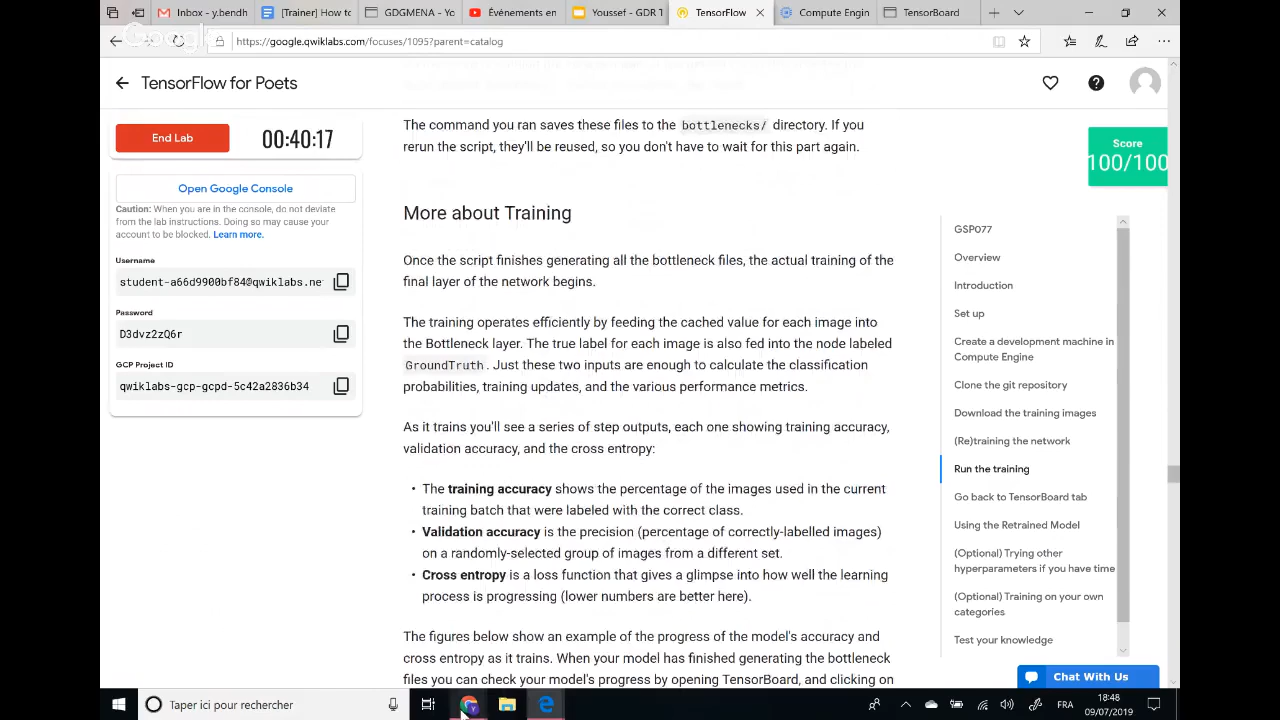 Inbox - y.bendh
[Trainer] How to
GDGMENA - Yo
Évènements en
Youssef - GDR T
TensorFlow
Compute Engin
TensorBoard
https://google.qwiklabs.com/focuses/1095?parent=catalog
TensorFlow for Poets
End Lab
00:40:17
Open Google Console
Caution: When you are in the console, do not deviate
from the lab instructions. Doing so may cause your
account to be blocked. Learn more.
Username
student-a66d9900bf84@qwiklabs.ne
Password
D3dvz2zQ6r
GCP Project ID
qwiklabs-gcp-gcpd-5c42a2836b34
The command you ran saves these files to the bottlenecks/ directory. If you
rerun the script, they'll be reused, so you don't have to wait for this part again.
More about Training
Once the script finishes generating all the bottleneck files, the actual training of the
final layer of the network begins.
The training operates efficiently by feeding the cached value for each image into
the Bottleneck layer. The true label for each image is also fed into the node labeled
GroundTruth. Just these two inputs are enough to calculate the classification
probabilities, training updates, and the various performance metrics.
As it trains you'll see a series of step outputs, each one showing training accuracy,
validation accuracy, and the cross entropy:
• The training accuracy shows the percentage of the images used in the current
training batch that were labeled with the correct class.
• Validation accuracy is the precision (percentage of correctly-labelled images)
on a randomly-selected group of images from a different set.
• Cross entropy is a loss function that gives a glimpse into how well the learning
process is progressing (lower numbers are better here).
The figures below show an example of the progress of the model's accuracy and
cross entropy as it trains. When your model has finished generating the bottleneck
files you can check your model's progress by opening TensorBoard, and clicking on
Score
100/100
GSP077
Overview
Introduction
Set up
Create a development machine in
Compute Engine
Clone the git repository
Download the training images
(Re)training the network
Run the training
Go back to TensorBoard tab
Using the Retrained Model
(Optional) Trying other
hyperparameters if you have time
(Optional) Training on your own
categories
Test your knowledge
Chat With Us
Taper ici pour rechercher
FRA
18:48
09/07/2019